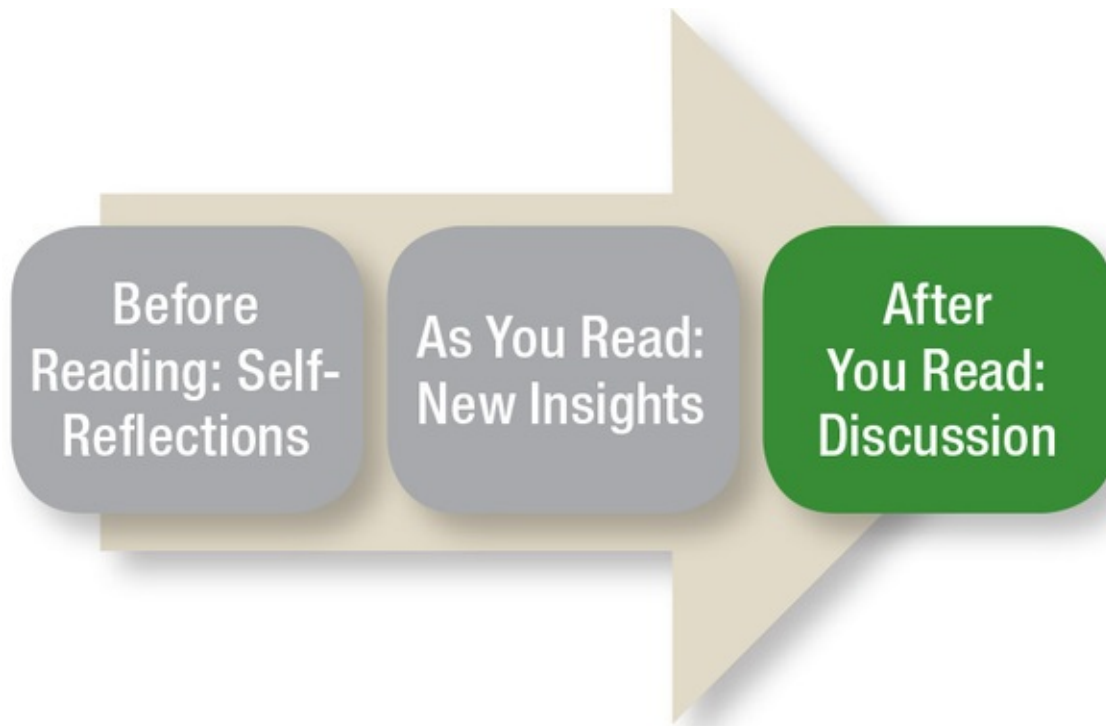 Before
Reading: Self-
Reflections
As You Read:
New Insights
After
You Read:
Discussion